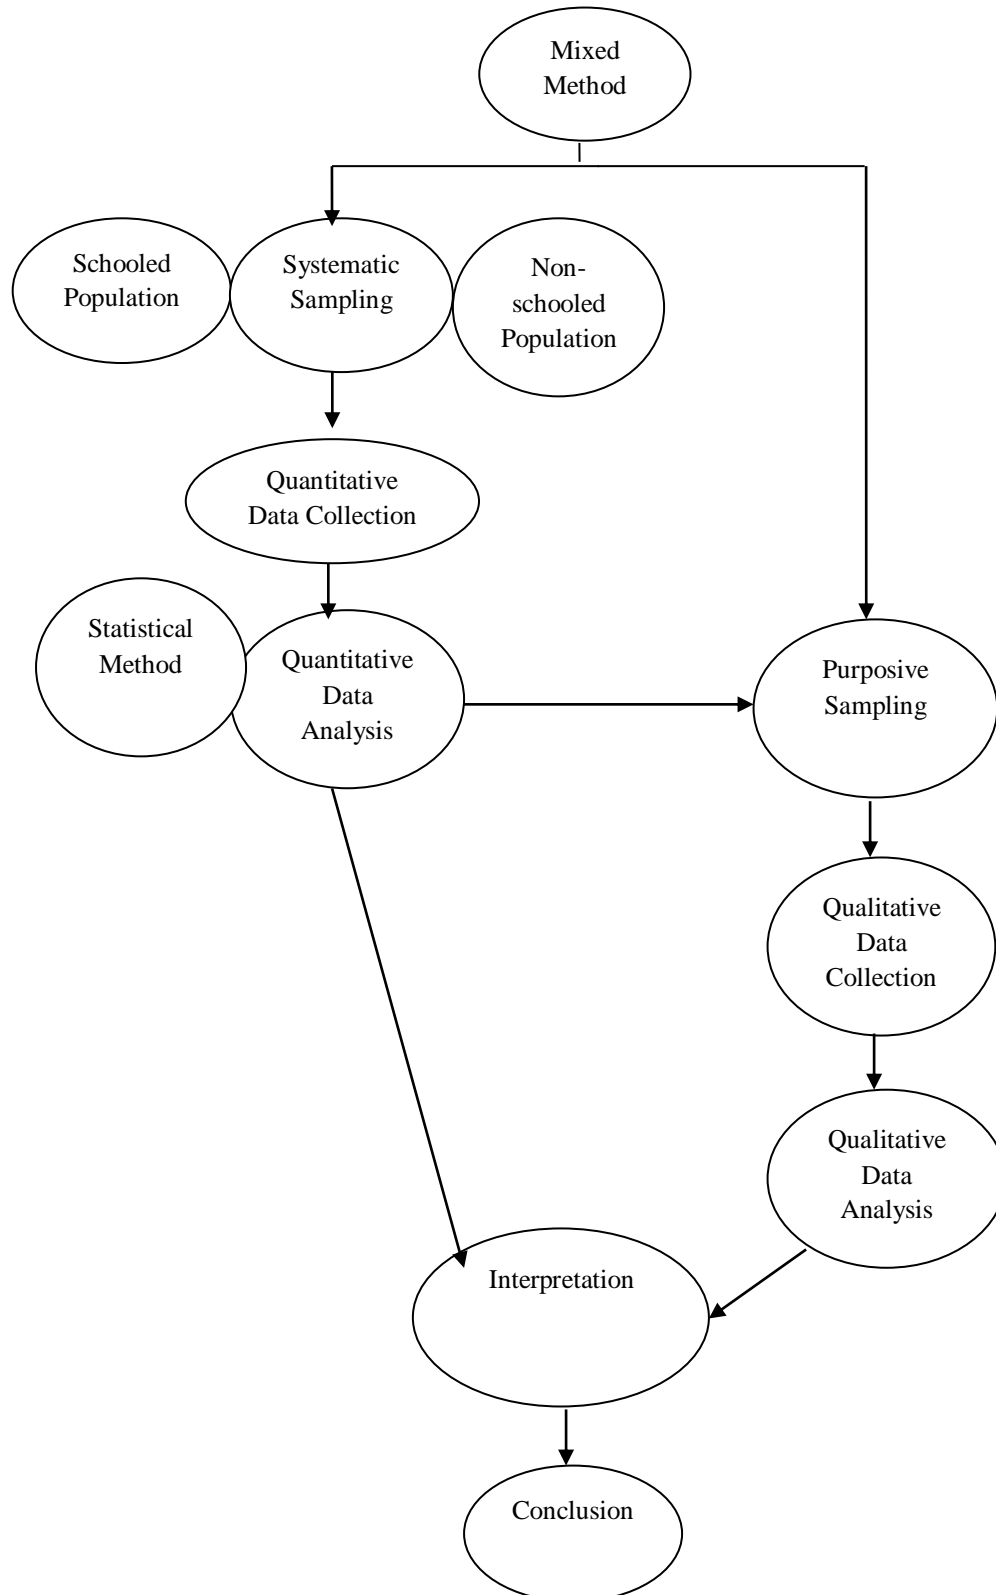 Mixed
Method
Schooled
Population
Systematic
Sampling
Non-
schooled
Population
Quantitative
Data Collection
Statistical
Method
Quantitative
Data
Analysis
Purposive
Sampling
Qualitative
Data
Collection
Qualitative
Data
Analysis
Interpretation
Conclusion